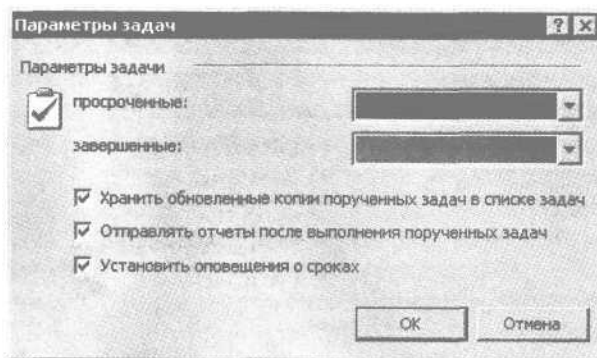 Параметры задач
Параметры задачи
просроченные:
завершенные:
Хранить обновленные копии порученных задач в списке задач
Отправлять отчеты после выполнения порученных задач
Установить оповещения о сроках
ОК
Отмена